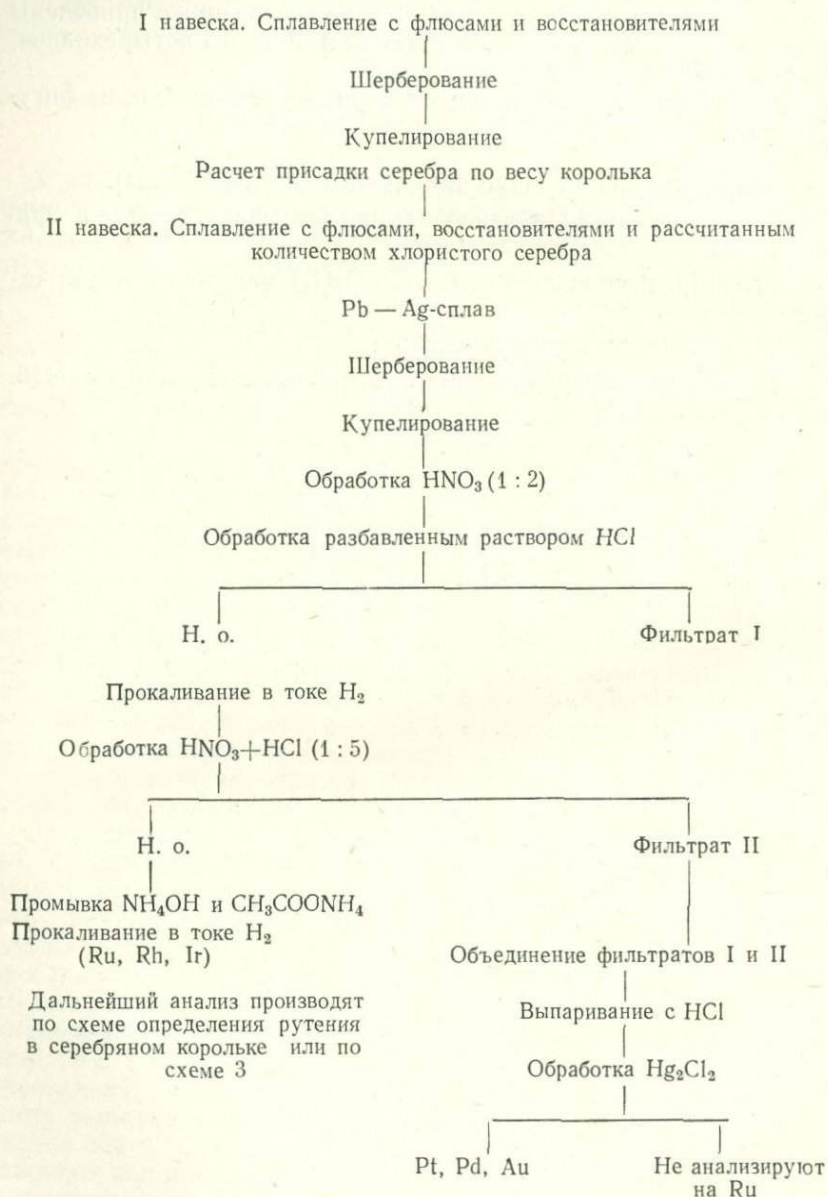 I навеска. Сплавление с флюсами и восстановителями
Шерберование
Купелирование
Расчет присадки серебра по весу королька
II навеска. Сплавление с флюсами, восстановителями и рассчитанным
количеством хлористого серебра
Pb — Ag-сплав
Шерберование
Купелирование
Обработка HNO₃ (1 : 2)
Обработка разбавленным раствором HCl
Н. о.
Фильтрат I
Прокаливание в токе H₂
Обработка HNO₃+HCl (1 : 5)
Н. о.
Фильтрат II
Промывка NH₄OH и CH₃COONH₄
Прокаливание в токе H₂
(Ru, Rh, Ir)
Дальнейший анализ производят
по схеме определения рутения
в серебряном корольке или по
схеме 3
Объединение фильтратов I и II
Выпаривание с HCl
Обработка Hg₂Cl₂
Pt, Pd, Au
Не анализируют
на Ru